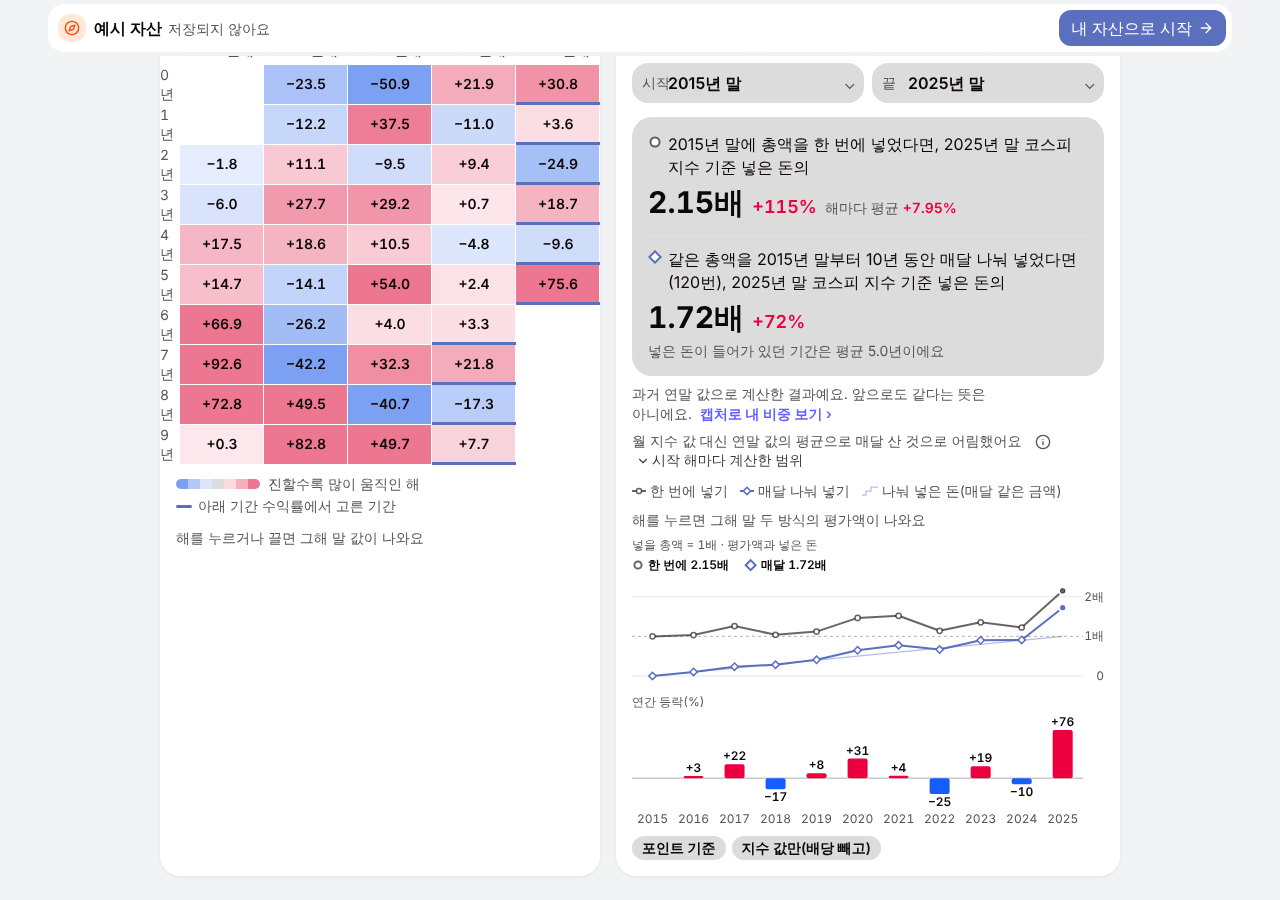 예시 자산 저장되지 않아요
내 자산으로 시작 →
0년 −23.5 −50.9 +21.9 +30.8
1년 −12.2 +37.5 −11.0 +3.6
2년 −1.8 +11.1 −9.5 +9.4 −24.9
3년 −6.0 +27.7 +29.2 +0.7 +18.7
4년 +17.5 +18.6 +10.5 −4.8 −9.6
5년 +14.7 −14.1 +54.0 +2.4 +75.6
6년 +66.9 −26.2 +4.0 +3.3
7년 +92.6 −42.2 +32.3 +21.8
8년 +72.8 +49.5 −40.7 −17.3
9년 +0.3 +82.8 +49.7 +7.7
진할수록 많이 움직인 해
아래 기간 수익률에서 고른 기간
해를 누르거나 끌면 그해 말 값이 나와요
시작 2015년 말
끝 2025년 말
2015년 말에 총액을 한 번에 넣었다면, 2025년 말 코스피
지수 기준 넣은 돈의
2.15배 +115% 해마다 평균 +7.95%
같은 총액을 2015년 말부터 10년 동안 매달 나눠 넣었다면
(120번), 2025년 말 코스피 지수 기준 넣은 돈의
1.72배 +72%
넣은 돈이 들어가 있던 기간은 평균 5.0년이에요
과거 연말 값으로 계산한 결과예요. 앞으로도 같다는 뜻은
아니에요. 캡처로 내 비중 보기 ›
월 지수 값 대신 연말 값의 평균으로 매달 산 것으로 어림했어요
시작 해마다 계산한 범위
한 번에 넣기 매달 나눠 넣기 나눠 넣은 돈(매달 같은 금액)
해를 누르면 그해 말 두 방식의 평가액이 나와요
넣을 총액 = 1배 · 평가액과 넣은 돈
한 번에 2.15배 매달 1.72배
2배
1배
0
연간 등락(%)
+3 +22 −17 +8 +31 +4 −25 +19 −10 +76
2015 2016 2017 2018 2019 2020 2021 2022 2023 2024 2025
포인트 기준 지수 값만(배당 빼고)